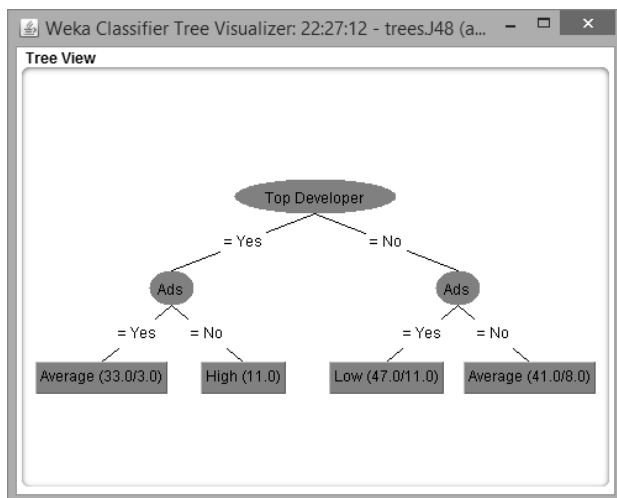 Weka Classifier Tree Visualizer: 22:27:12 - trees.J48 (a...
Tree View
Top Developer
= Yes = No
Ads Ads
= Yes = No = Yes = No
Average (33.0/3.0) High (11.0) Low (47.0/11.0) Average (41.0/8.0)